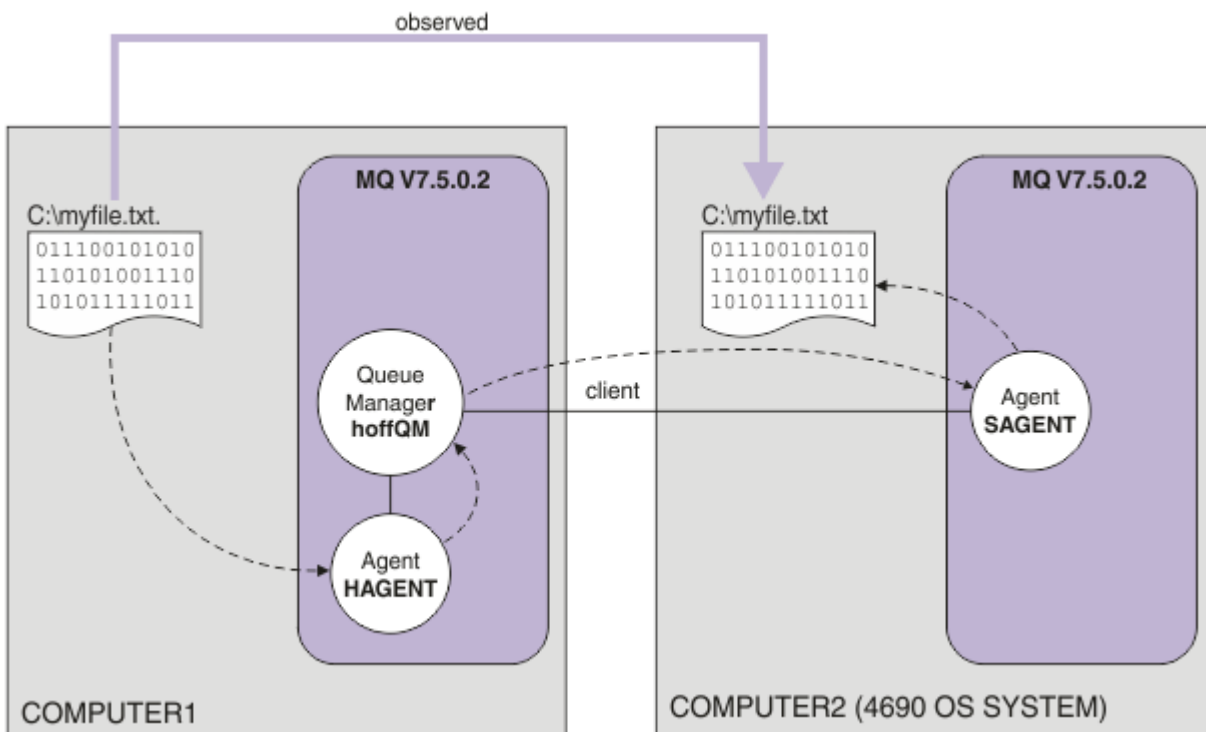 observed
MQ V7.5.0.2
C:\myfile.txt.
011100101010
110101001110
101011111011
Queue
Manager
hoffQM
Agent
HAGENT
COMPUTER1
client
MQ V7.5.0.2
C:\myfile.txt
011100101010
110101001110
101011111011
Agent
SAGENT
COMPUTER2 (4690 OS SYSTEM)